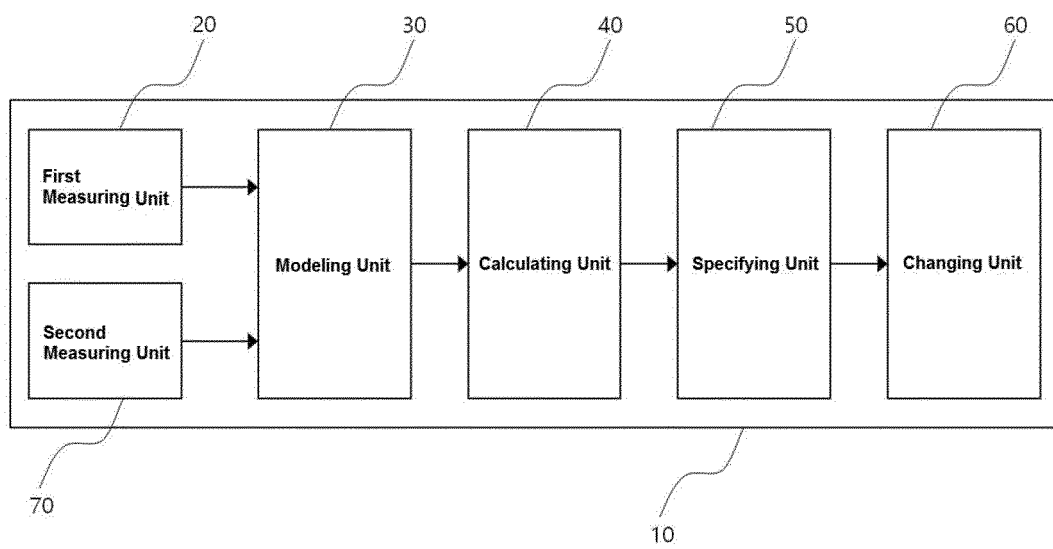 20
30
40
50
60
First
Measuring Unit
Modeling Unit
Calculating Unit
Specifying Unit
Changing Unit
Second
Measuring Unit
70
10